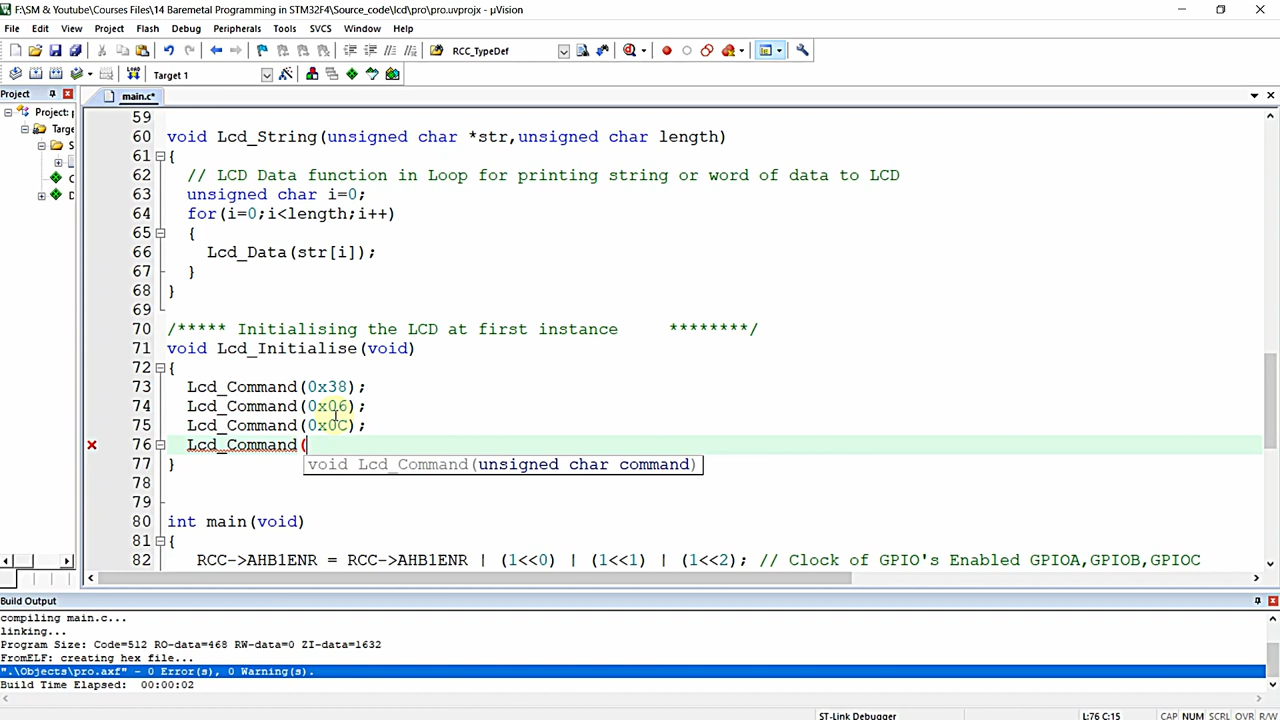 F:\SM & Youtube\Courses Files\14 Baremetal Programming in STM32F4\Source_code\lcd\pro\pro.uvprojx - µVision
File Edit View Project Flash Debug Peripherals Tools SVCS Window Help
RCC_TypeDef
LOAD Target 1
Project
main.c*
Project: p
Targe
S
C
D
59
60 void Lcd_String(unsigned char *str,unsigned char length)
61 {
62 // LCD Data function in Loop for printing string or word of data to LCD
63 unsigned char i=0;
64 for(i=0;i<length;i++)
65 {
66 Lcd_Data(str[i]);
67 }
68 }
69
70 /***** Initialising the LCD at first instance ********/
71 void Lcd_Initialise(void)
72 {
73 Lcd_Command(0x38);
74 Lcd_Command(0x06);
75 Lcd_Command(0x0C);
76 Lcd_Command(
void Lcd_Command(unsigned char command)
77 }
78
79
80 int main(void)
81 {
82 RCC->AHB1ENR = RCC->AHB1ENR | (1<<0) | (1<<1) | (1<<2); // Clock of GPIO's Enabled GPIOA,GPIOB,GPIOC
Build Output
compiling main.c...
linking...
Program Size: Code=512 RO-data=468 RW-data=0 ZI-data=1632
FromELF: creating hex file...
".\Objects\pro.axf" - 0 Error(s), 0 Warning(s).
Build Time Elapsed: 00:00:02
ST-Link Debugger L:76 C:15 CAP NUM SCRL OVR R/W